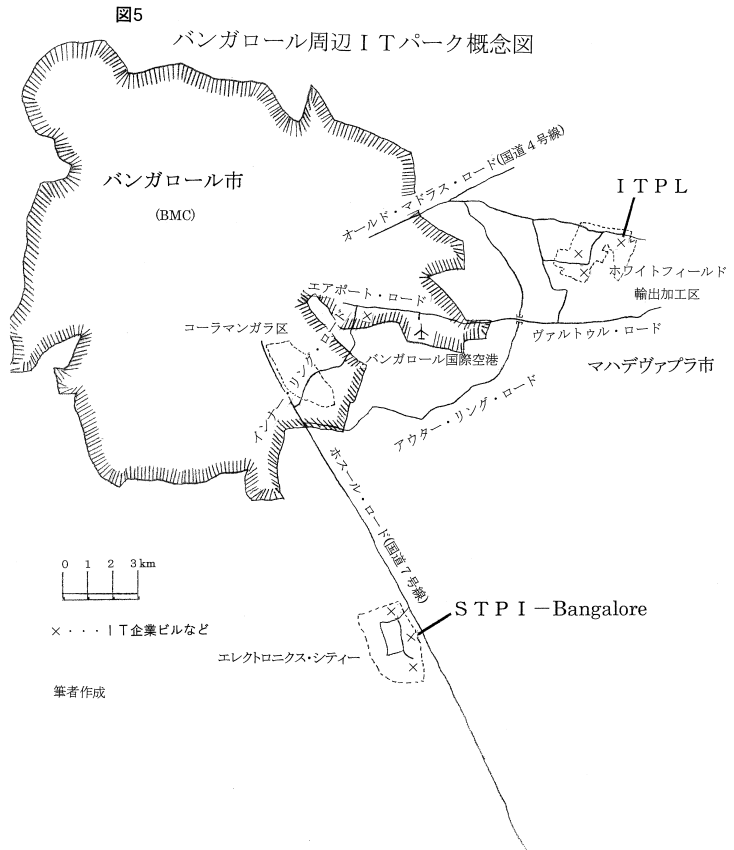 図5
バンガロール周辺ITパーク概念図
オールド・マドラス・ロード(国道4号線)
バンガロール市
(BMC)
ITPL
ホワイトフィールド
輸出加工区
エアポート・ロード
コーラマンガラ区
インナー・リング・ロード
バンガロール国際空港
ヴァルトゥル・ロード
マハデヴァプラ市
アウター・リング・ロード
ホスール・ロード(国道7号線)
0 1 2 3km
×・・・IT企業ビルなど
STPI-Bangalore
エレクトロニクス・シティー
筆者作成